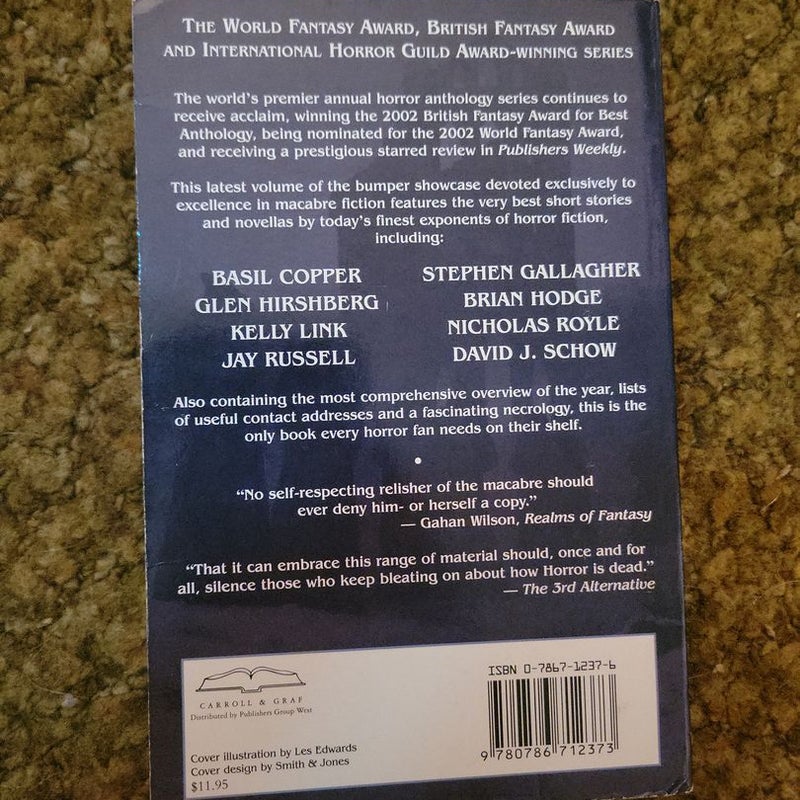 THE WORLD FANTASY AWARD, BRITISH FANTASY AWARD
AND INTERNATIONAL HORROR GUILD AWARD-WINNING SERIES
The world's premier annual horror anthology series continues to
receive acclaim, winning the 2002 British Fantasy Award for Best
Anthology, being nominated for the 2002 World Fantasy Award,
and receiving a prestigious starred review in Publishers Weekly.
This latest volume of the bumper showcase devoted exclusively to
excellence in macabre fiction features the very best short stories
and novellas by today's finest exponents of horror fiction,
including:
BASIL COPPER
GLEN HIRSHBERG
KELLY LINK
JAY RUSSELL
STEPHEN GALLAGHER
BRIAN HODGE
NICHOLAS ROYLE
DAVID J. SCHOW
Also containing the most comprehensive overview of the year, lists
of useful contact addresses and a fascinating necrology, this is the
only book every horror fan needs on their shelf.
•
“No self-respecting relisher of the macabre should
ever deny him- or herself a copy.”
— Gahan Wilson, Realms of Fantasy
“That it can embrace this range of material should, once and for
all, silence those who keep bleating on about how Horror is dead.”
— The 3rd Alternative
CARROLL & GRAF
Distributed by Publishers Group West
Cover illustration by Les Edwards
Cover design by Smith & Jones
$11.95
ISBN 0-7867-1237-6
9 780786 712373